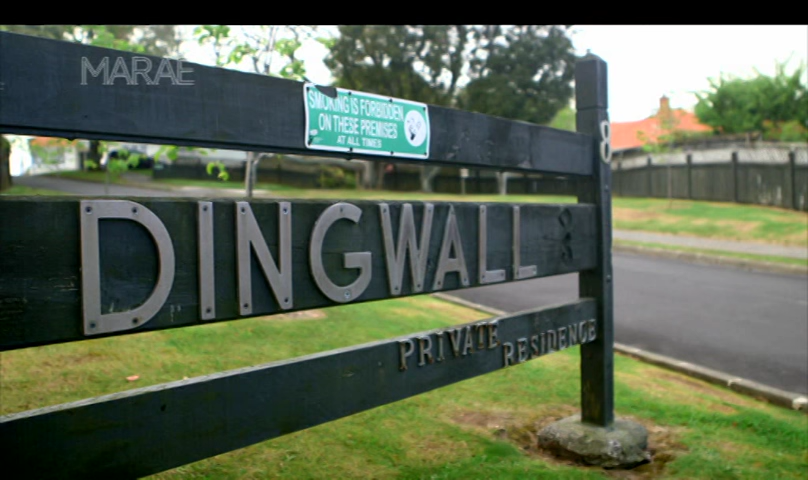 MARAE
SMOKING IS FORBIDDEN
ON THESE PREMISES
AT ALL TIMES
8
DINGWALL
PRIVATE RESIDENCE